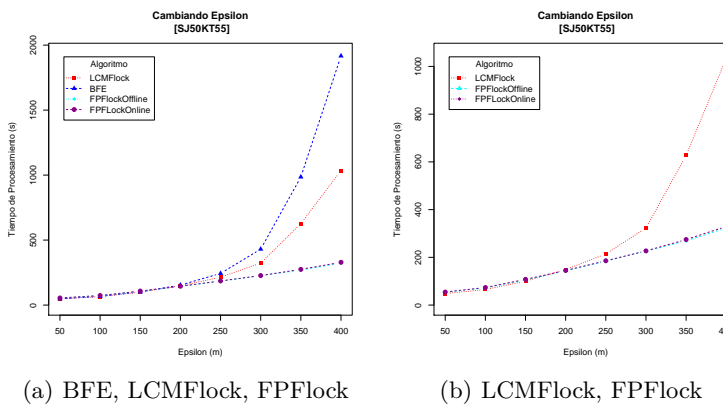 Cambiando Epsilon
[SJ50KT55]
Tiempo de Procesamiento (s)
2000
1500
1000
500
0
Algoritmo
LCMFlock
BFE
FPFlockOffline
FPFLockOnline
50 100 150 200 250 300 350 400
Epsilon (m)
(a) BFE, LCMFlock, FPFlock
Cambiando Epsilon
[SJ50KT55]
Tiempo de Procesamiento (s)
1000
800
600
400
200
0
Algoritmo
LCMFlock
FPFlockOffline
FPFLockOnline
50 100 150 200 250 300 350
Epsilon (m)
(b) LCMFlock, FPFlock